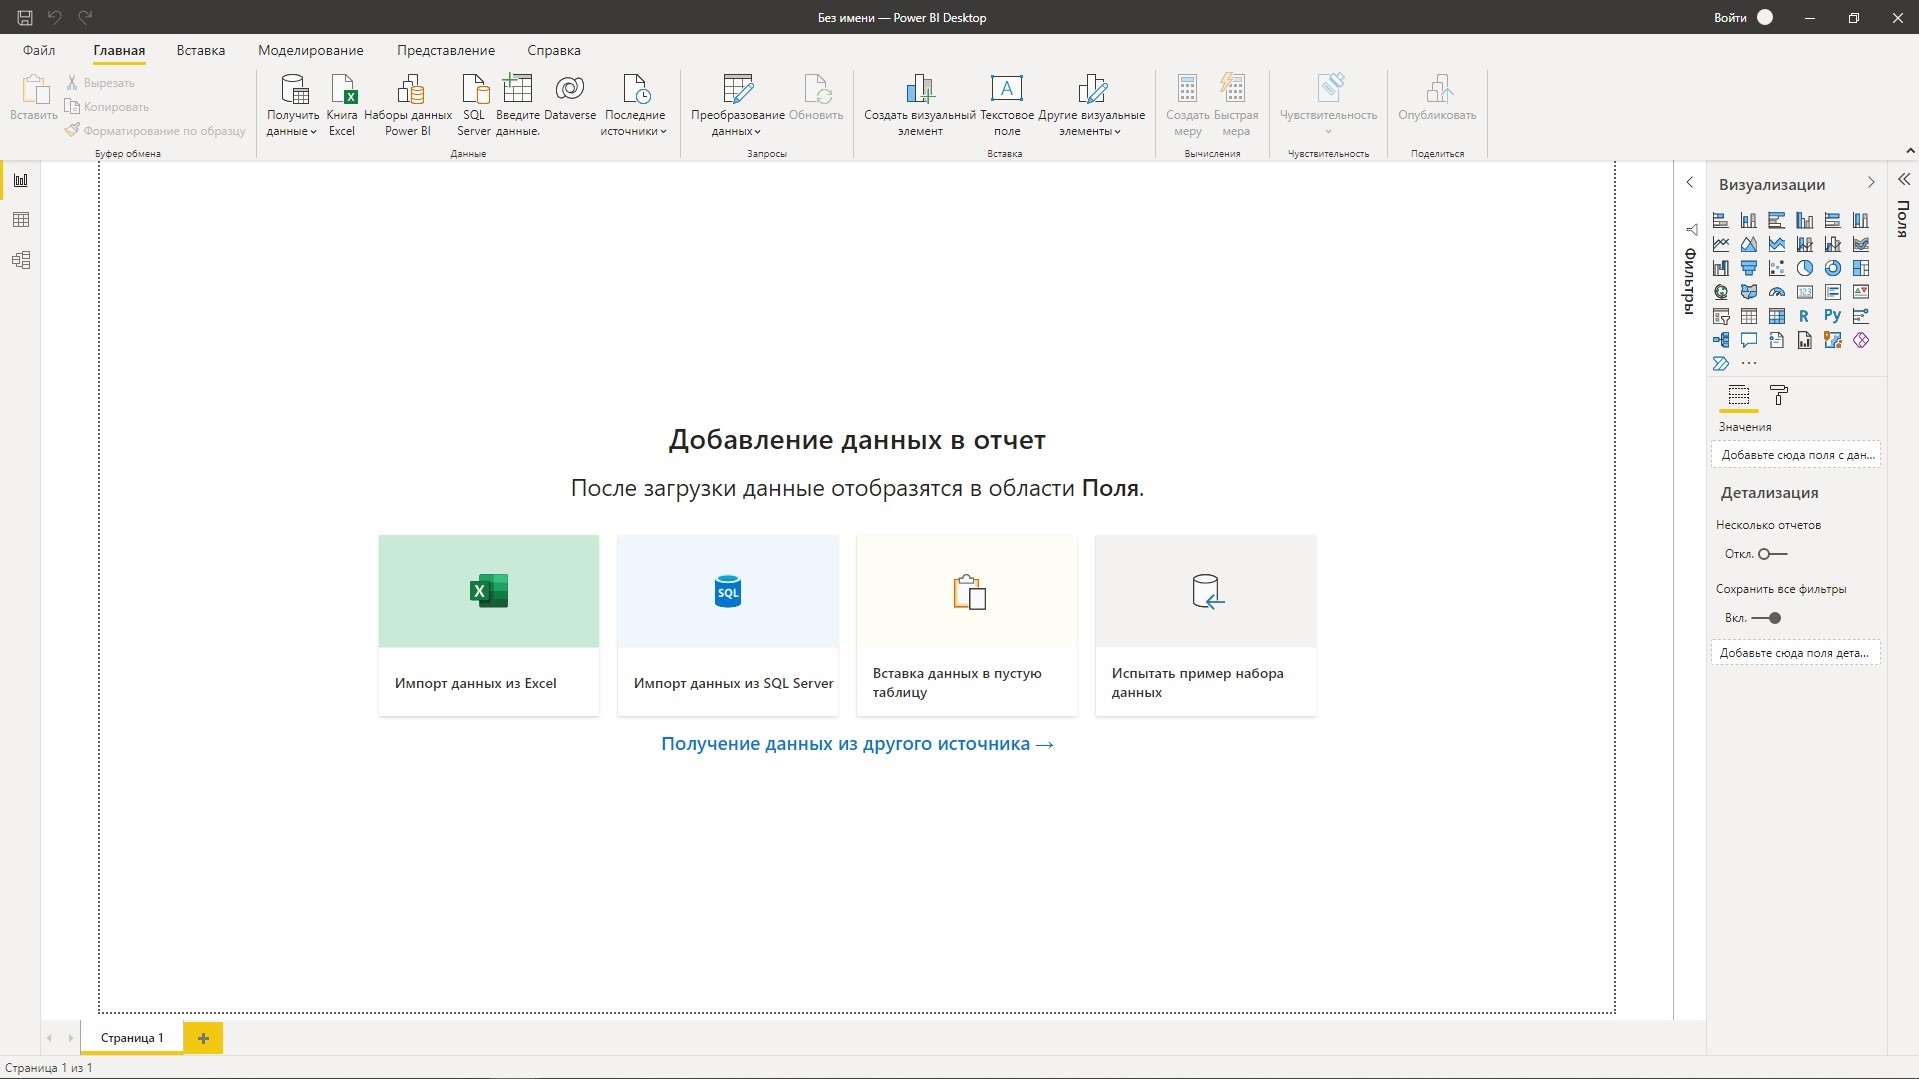 Без имени — Power BI Desktop
Войти
Файл
Главная
Вставка
Моделирование
Представление
Справка
Вставить
Вырезать
Копировать
Форматирование по образцу
Буфер обмена
Получить
данные
Книга
Excel
Наборы данных
Power BI
SQL
Server
Введите
данные.
Dataverse
Последние
источники
Данные
Преобразование
данных
Обновить
Запросы
Создать визуальный
элемент
Текстовое
поле
Другие визуальные
элементы
Вставка
Создать
меру
Быстрая
мера
Вычисления
Чувствительность
Чувствительность
Опубликовать
Поделиться
Добавление данных в отчет
После загрузки данные отобразятся в области Поля.
X
SQL
Импорт данных из Excel
Импорт данных из SQL Server
Вставка данных в пустую
таблицу
Испытать пример набора
данных
Получение данных из другого источника →
Фильтры
Визуализации
123
R
Py
...
Значения
Добавьте сюда поля с дан...
Детализация
Несколько отчетов
Откл.
Сохранить все фильтры
Вкл.
Добавьте сюда поля дета...
Поля
Страница 1
+
Страница 1 из 1